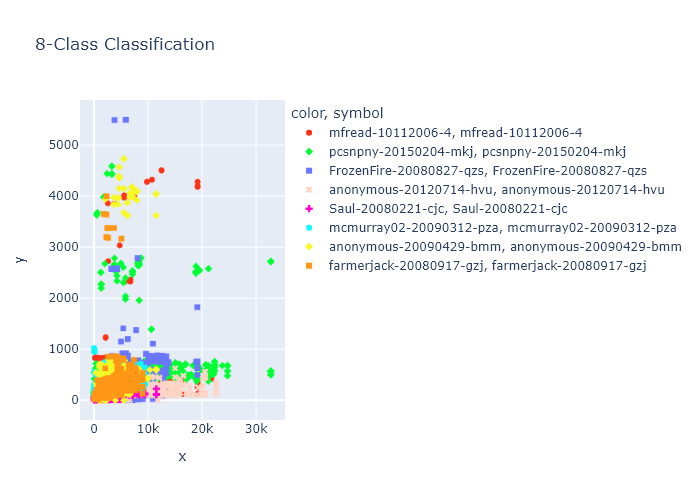 8-Class Classification
color, symbol
mfread-10112006-4, mfread-10112006-4
pcsnpny-20150204-mkj, pcsnpny-20150204-mkj
FrozenFire-20080827-qzs, FrozenFire-20080827-qzs
anonymous-20120714-hvu, anonymous-20120714-hvu
Saul-20080221-cjc, Saul-20080221-cjc
mcmurray02-20090312-pza, mcmurray02-20090312-pza
anonymous-20090429-bmm, anonymous-20090429-bmm
farmerjack-20080917-gzj, farmerjack-20080917-gzj
5000
4000
3000
2000
1000
0
y
0 10k 20k 30k
x